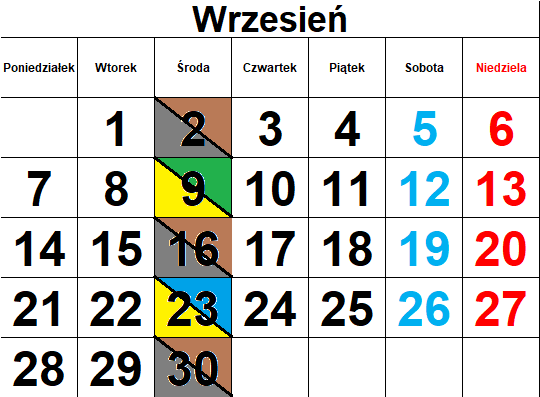 Wrzesień
Poniedziałek Wtorek Środa Czwartek Piątek Sobota Niedziela
1 2 3 4 5 6
7 8 9 10 11 12 13
14 15 16 17 18 19 20
21 22 23 24 25 26 27
28 29 30